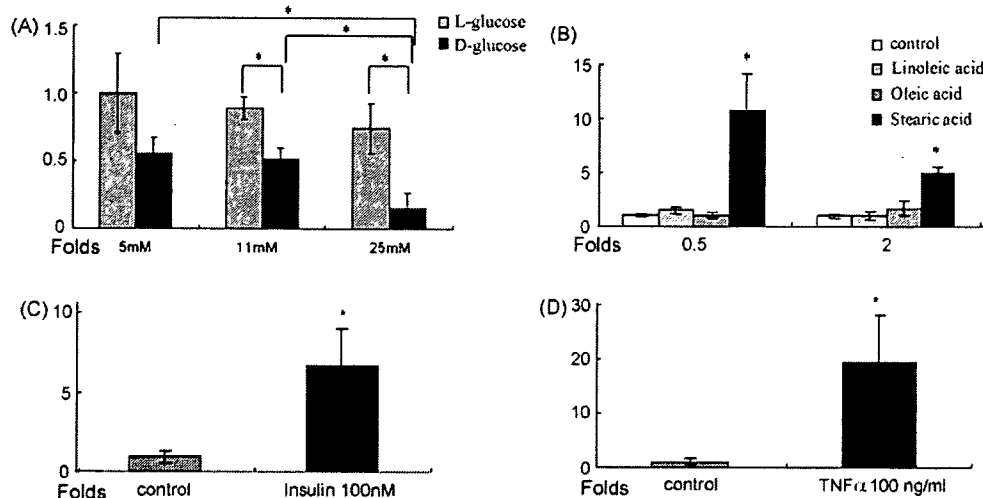 (A)
L-glucose
D-glucose
1.5
1.0
0.5
0
* * * *
Folds 5mM 11mM 25mM
(B)
control
Linoleic acid
Oleic acid
Stearic acid
15
10
5
0
* *
Folds 0.5 2
(C)
10
5
0
*
Folds control Insulin 100nM
(D)
30
20
10
0
*
Folds control TNFα 100 ng/ml